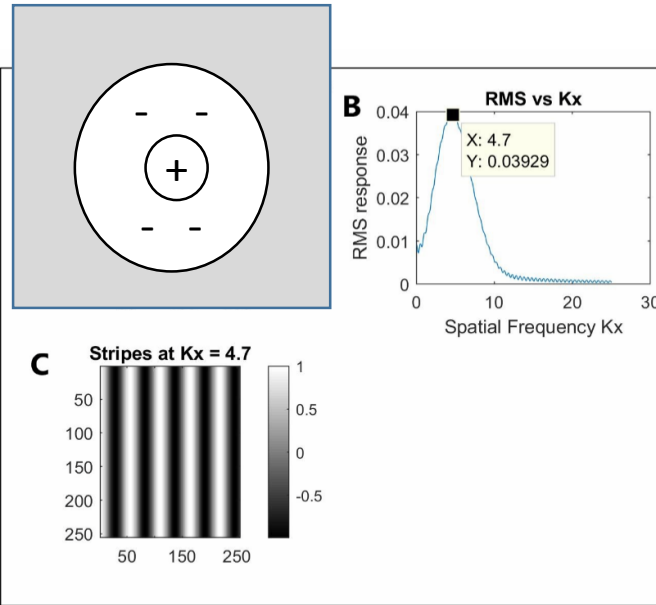 - -
+
- -
B
RMS vs Kx
0.04
0.03
0.02
0.01
0
X: 4.7
Y: 0.03929
RMS response
0 10 20 30
Spatial Frequency Kx
C
Stripes at Kx = 4.7
50
100
150
200
250
50 150 250
1
0.5
0
-0.5